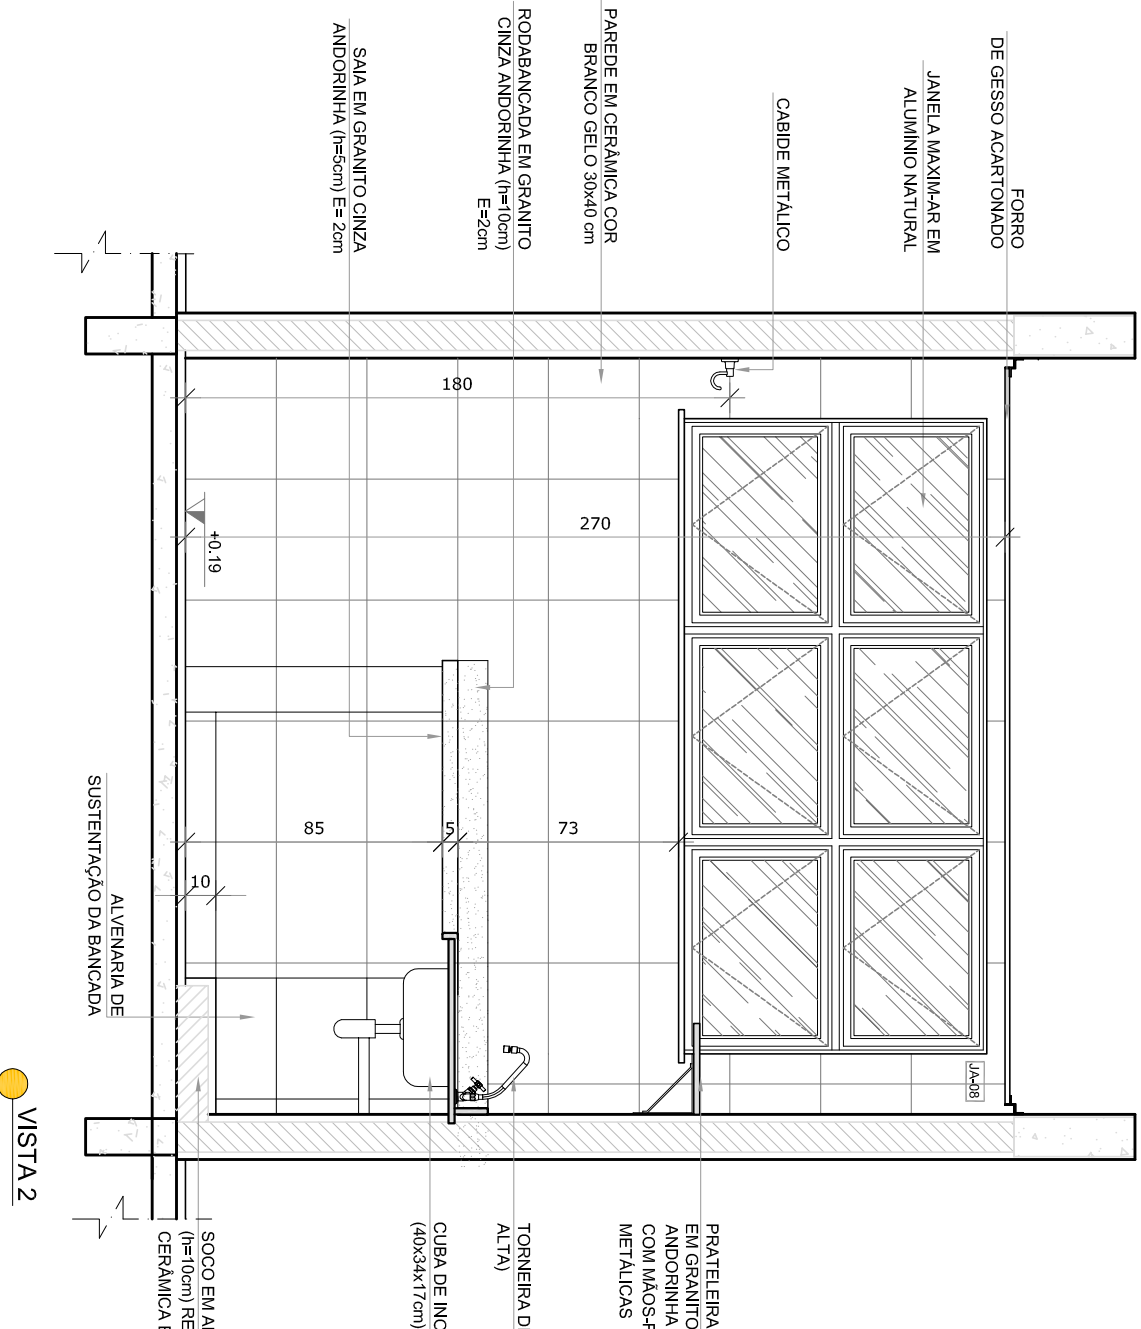 FORRO
DE GESSO ACARTONADO
JANELA MAXIM-AR EM
ALUMÍNIO NATURAL
CABIDE METÁLICO
PAREDE EM CERÂMICA COR
BRANCO GELO 30x40 cm
RODABANCADA EM GRANITO
CINZA ANDORINHA (h=10cm)
E=2cm
SAIA EM GRANITO CINZA
ANDORINHA (h=5cm) E= 2cm
180
270
+0.19
85
5
73
10
JA-08
ALVENARIA DE
SUSTENTAÇÃO DA BANCADA
PRATELEIRA
EM GRANITO
ANDORINHA
COM
METÁLICAS
TORNEIRA
ALTA)
CUBA DE
(40x34x17cm)
SOCO EM
(h=10cm)
CERÂMICA
VISTA 2